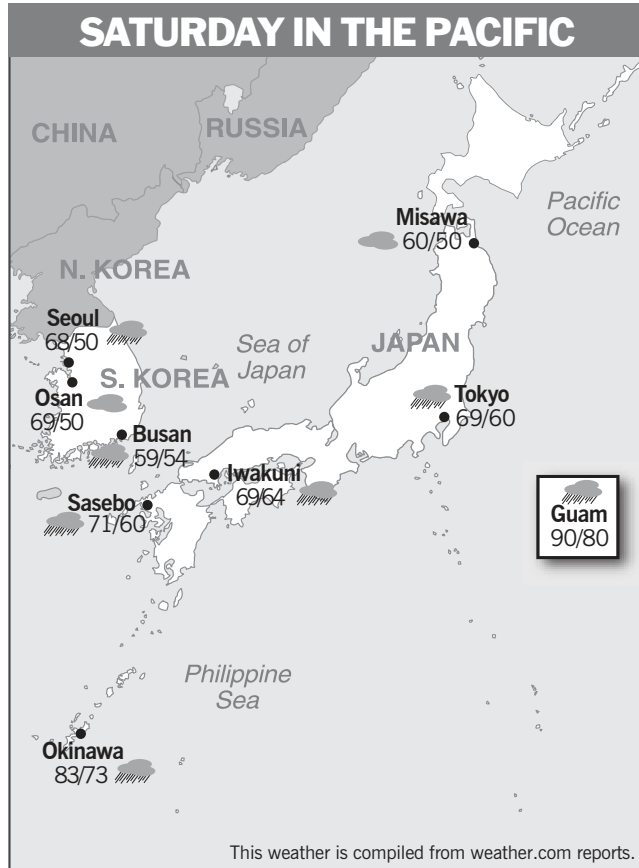 SATURDAY IN THE PACIFIC
CHINA
RUSSIA
Pacific
Ocean
Misawa
60/50
N. KOREA
Seoul
68/50
Sea of
Japan
JAPAN
S. KOREA
Osan
69/50
Tokyo
69/60
Busan
59/54
Iwakuni
69/64
Sasebo
71/60
Guam
90/80
Philippine
Sea
Okinawa
83/73
This weather is compiled from weather.com reports.